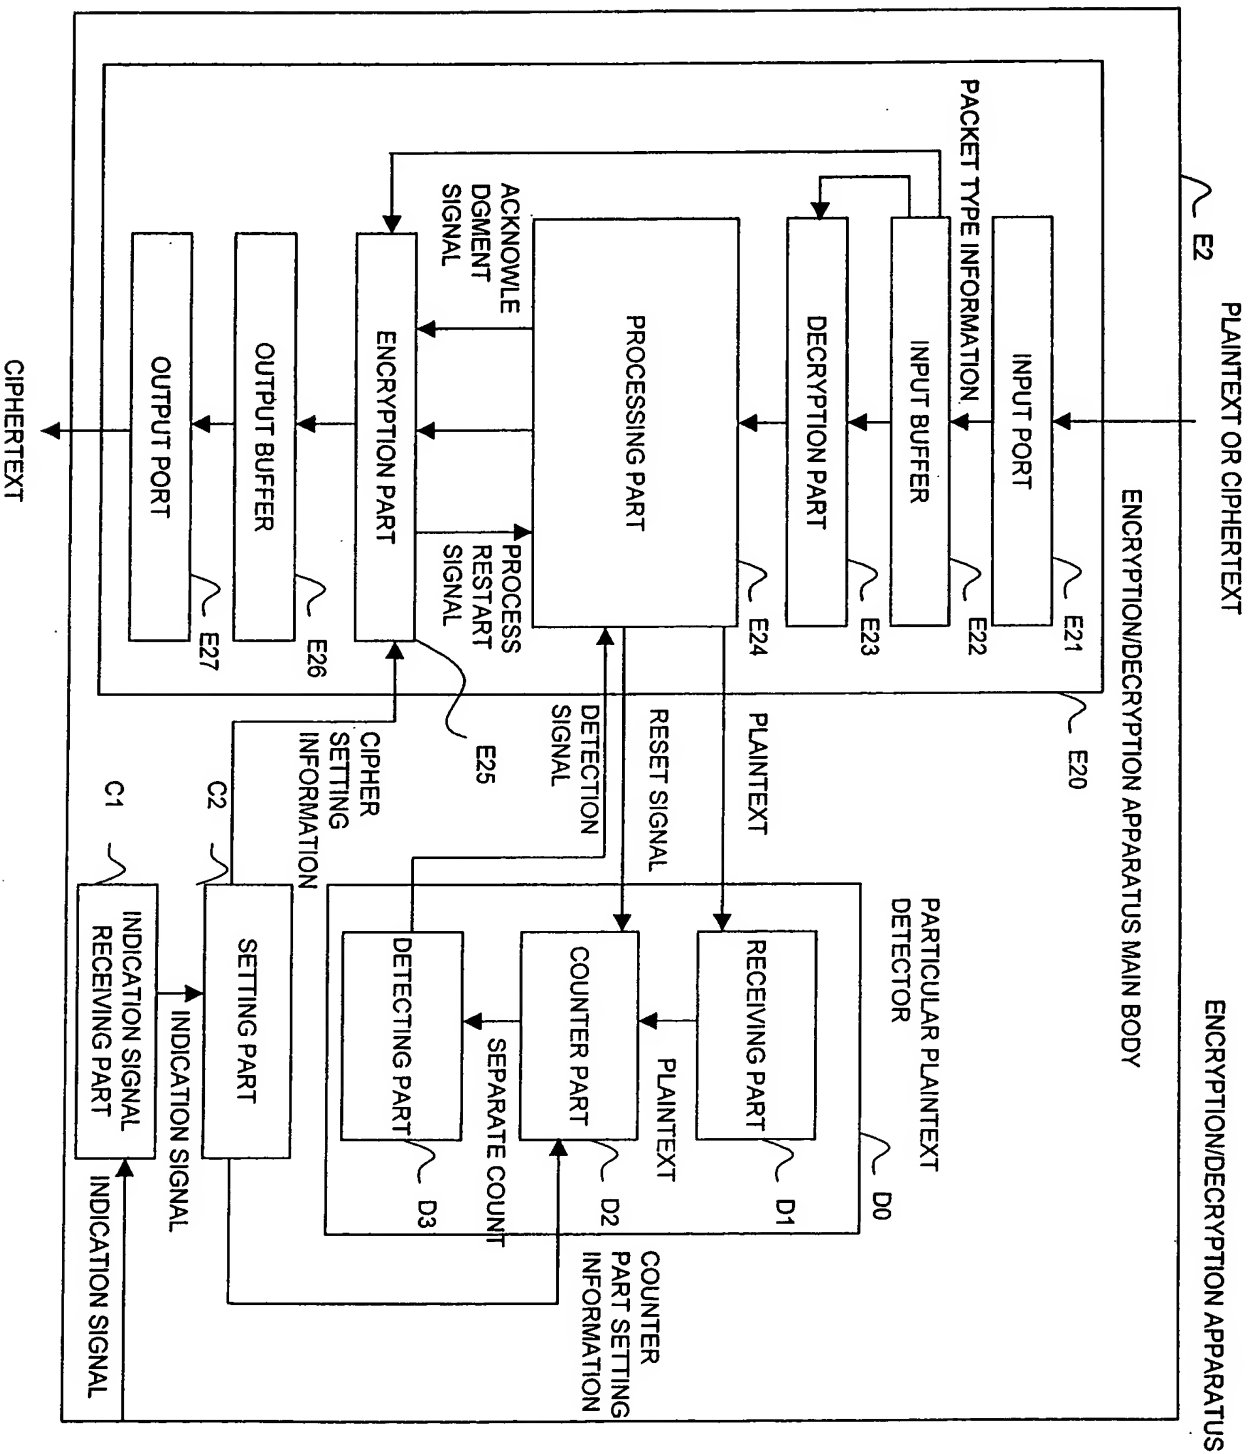 ENCRYPTION/DECRYPTION APPARATUS
PLAINTEXT OR CIPHERTEXT
E2
ENCRYPTION/DECRYPTION APPARATUS MAIN BODY
E20
INPUT PORT
E21
PACKET TYPE INFORMATION
INPUT BUFFER
E22
DECRYPTION PART
E23
PROCESSING PART
E24
ACKNOWLE
DGMENT
SIGNAL
PROCESS
RESTART
SIGNAL
ENCRYPTION PART
E25
OUTPUT BUFFER
E26
OUTPUT PORT
E27
CIPHERTEXT
PLAINTEXT
RESET SIGNAL
DETECTION
SIGNAL
CIPHER
SETTING
INFORMATION
PARTICULAR PLAINTEXT
DETECTOR
D0
RECEIVING PART
D1
PLAINTEXT
COUNTER PART
D2
SEPARATE COUNT
DETECTING PART
D3
COUNTER
PART SETTING
INFORMATION
C2
SETTING PART
INDICATION SIGNAL
C1
INDICATION SIGNAL
RECEIVING PART
INDICATION SIGNAL